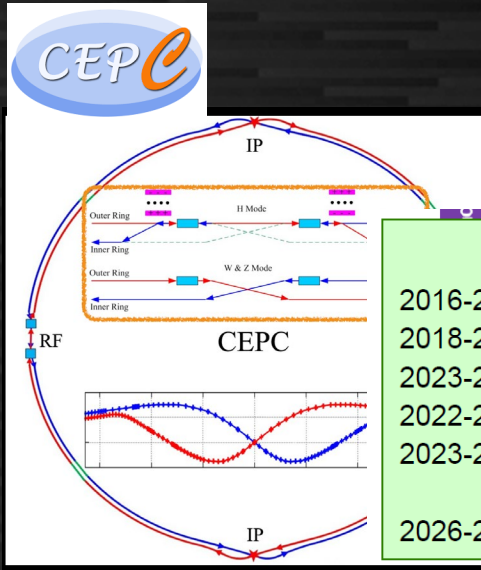 CEPC
IP
H Mode
Outer Ring
Inner Ring
W & Z Mode
Outer Ring
Inner Ring
RF
CEPC
IP
2016-2
2018-2
2023-2
2022-2
2023-2
2026-2